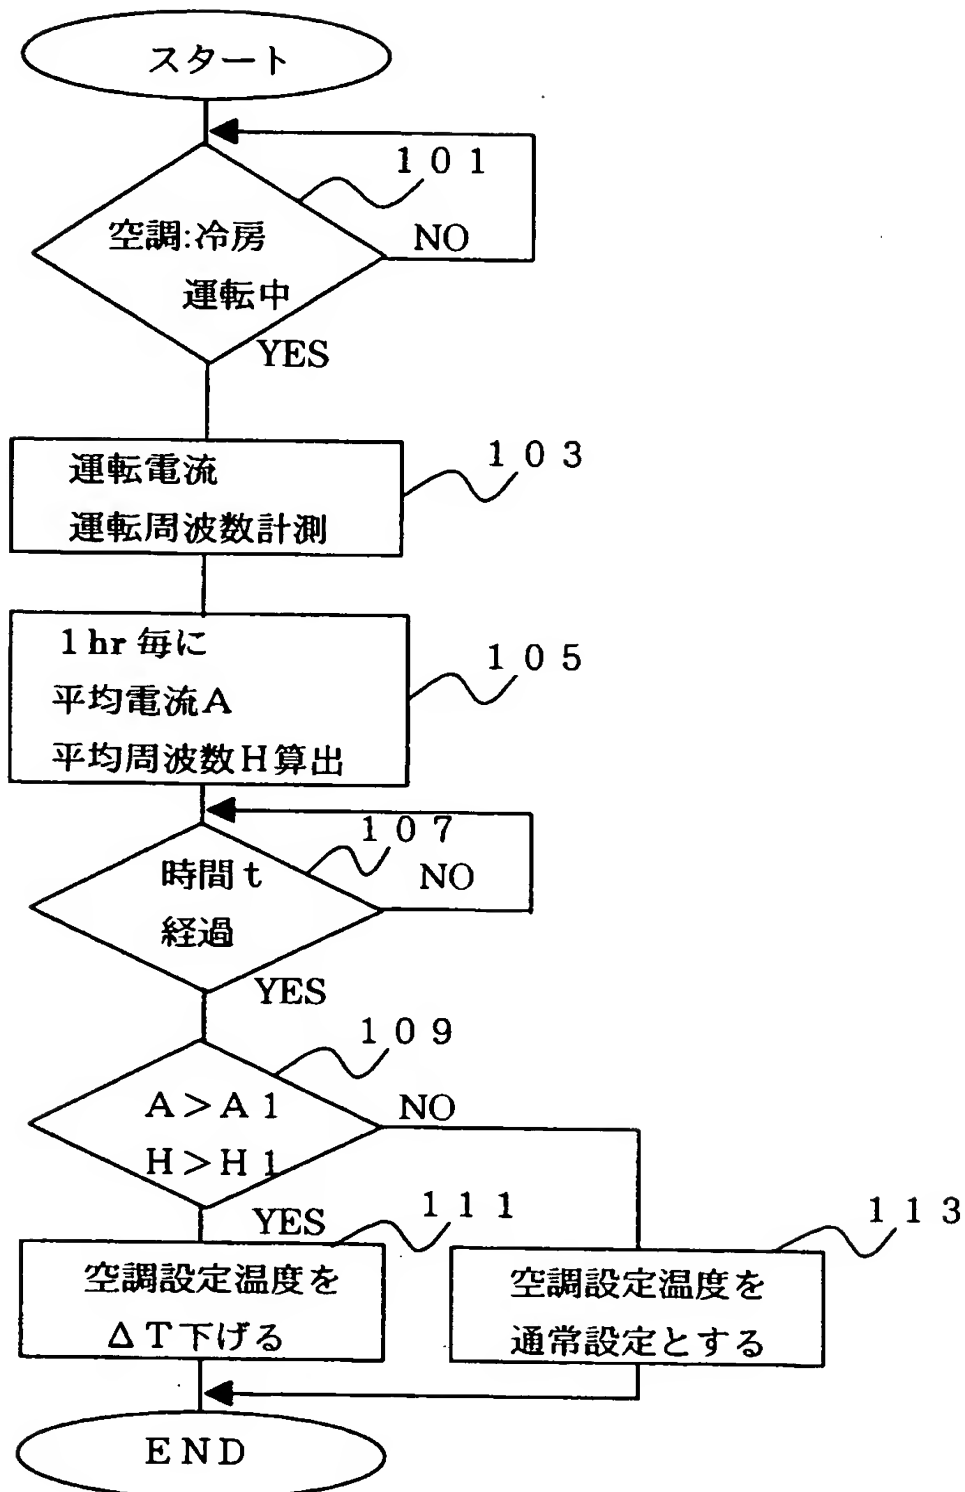 スタート
１０１
空調:冷房
運転中
NO
YES
１０３
運転電流
運転周波数計測
１０５
１hr 毎に
平均電流A
平均周波数H算出
１０７
時間 t
経過
NO
YES
１０９
A＞A１
H＞H１
NO
YES
１１１
１１３
空調設定温度を
ΔT下げる
空調設定温度を
通常設定とする
END